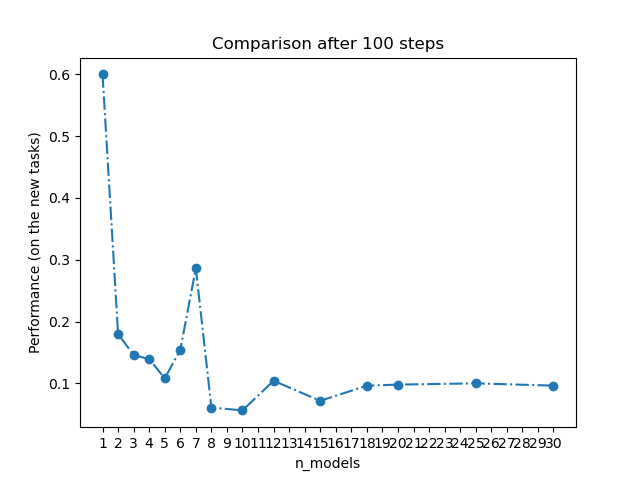 Comparison after 100 steps
Performance (on the new tasks)
0.6
0.5
0.4
0.3
0.2
0.1
1 2 3 4 5 6 7 8 9 10 11 12 13 14 15 16 17 18 19 20 21 22 23 24 25 26 27 28 29 30
n_models